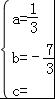 a=1/3
b=-7/3
c=